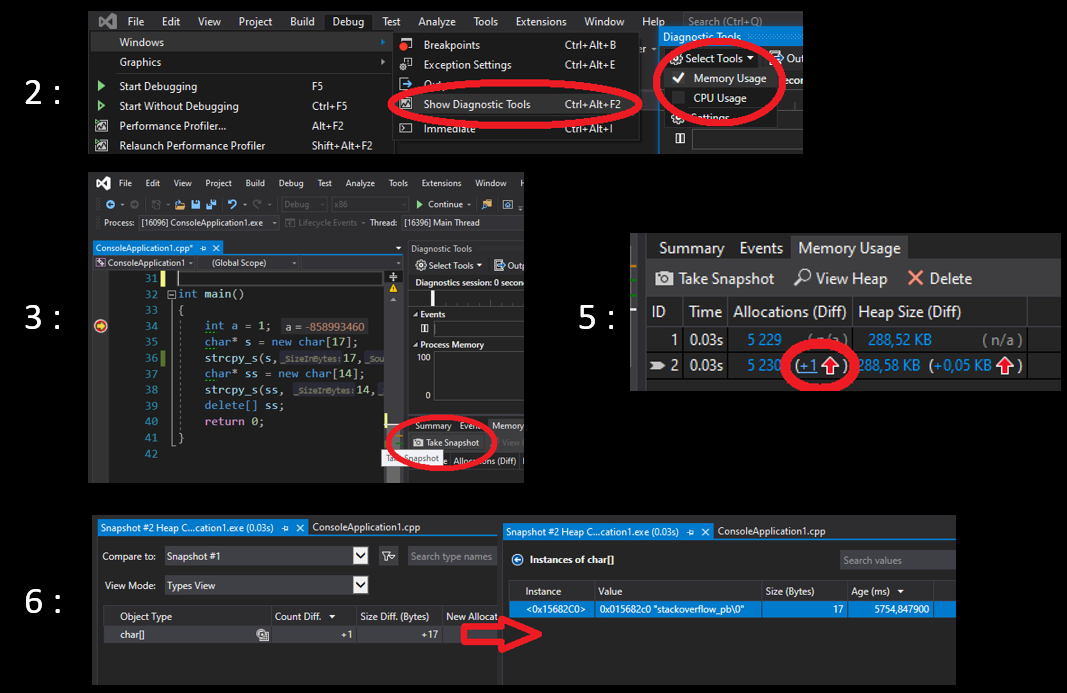 2 :
File Edit View Project Build Debug Test Analyze Tools Extensions Window Help Search (Ctrl+Q)
Windows
Graphics
Start Debugging F5
Start Without Debugging Ctrl+F5
Performance Profiler... Alt+F2
Relaunch Performance Profiler Shift+Alt+F2
Breakpoints Ctrl+Alt+B
Exception Settings Ctrl+Alt+E
Show Diagnostic Tools Ctrl+Alt+F2
Immediate Ctrl+Alt+I
Diagnostic Tools
Select Tools
Memory Usage
CPU Usage
Settings
3 :
File Edit View Project Build Debug Test Analyze Tools Extensions Window
Debug x86 Continue
Process: [16096] ConsoleApplication1.exe Lifecycle Events Thread: [16396] Main Thread
ConsoleApplication1.cpp*
ConsoleApplication1 (Global Scope)
31
32 int main()
33 {
34 int a = 1; a = -858993460
35 char* s = new char[17];
36 strcpy_s(s, _SizeInBytes: 17,
37 char* ss = new char[14];
38 strcpy_s(ss, _SizeInBytes: 14,
39 delete[] ss;
40 return 0;
41 }
42
Diagnostic Tools
Select Tools
Diagnostics session: 0 secon
Events
Process Memory
100
0
Summary Memory
Take Snapshot
Allocations (Diff)
5 :
Summary Events Memory Usage
Take Snapshot View Heap Delete
ID Time Allocations (Diff) Heap Size (Diff)
1 0.03s 5 229 (n/a) 288,52 KB (n/a)
2 0.03s 5 230 (+1 ) 288,58 KB (+0,05 KB )
6 :
Snapshot #2 Heap C...cation1.exe (0.03s) ConsoleApplication1.cpp
Compare to: Snapshot #1 Search type names
View Mode: Types View
Object Type Count Diff. Size Diff. (Bytes) New Allocat
char[] +1 +17
Snapshot #2 Heap C...cation1.exe (0.03s) ConsoleApplication1.cpp
Instances of char[] Search values
Instance Value Size (Bytes) Age (ms)
<0x15682C0> 0x015682c0 "stackoverflow_pb\0" 17 5754,847900